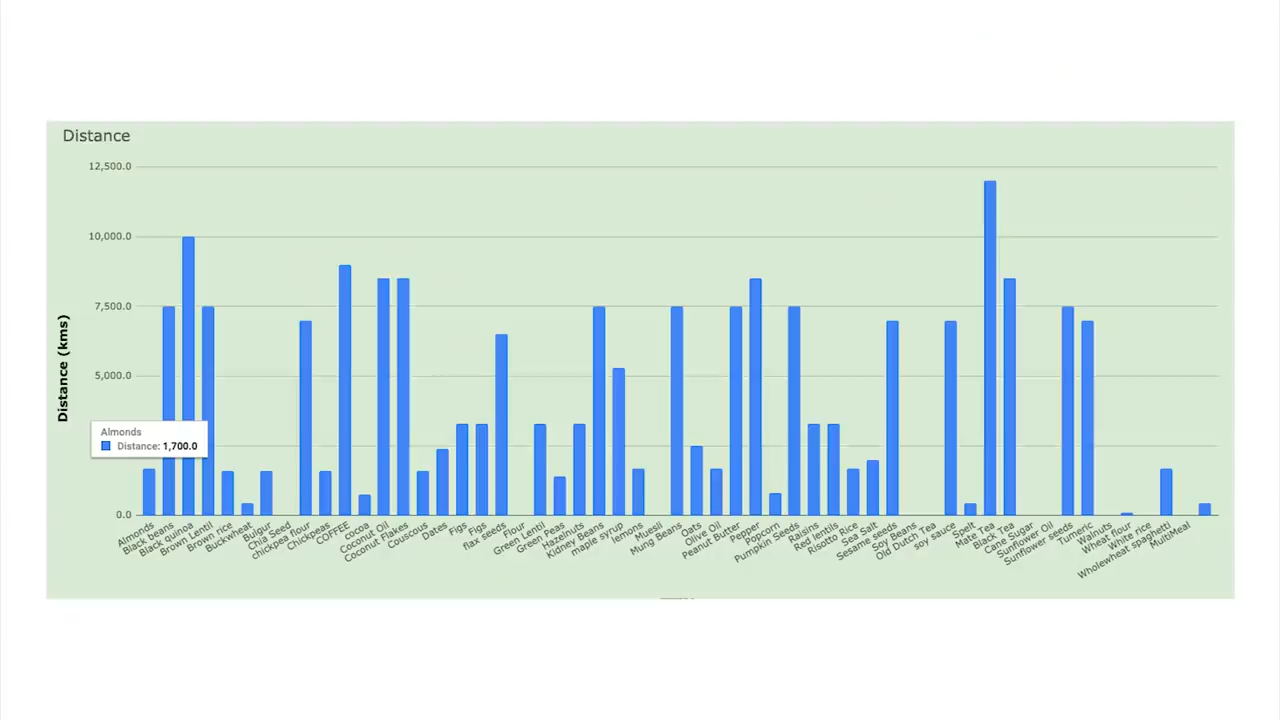 Distance
12,500.0
10,000.0
7,500.0
5,000.0
0.0
Distance (kms)
Almonds
Distance: 1,700.0
Almonds
Black beans
Black quinoa
Brown Lentil
Brown rice
Buckwheat
Bulgur
Chia Seed
chickpea flour
Chickpeas
COFFEE
cocoa
Coconut Oil
Coconut Flakes
Couscous
Dates
Figs
Figs
flax seeds
Flour
Green Lentil
Green Peas
Hazelnuts
Kidney Beans
maple syrup
lemons
Muesli
Mung Beans
Oats
Olive Oil
Peanut Butter
Pepper
Popcorn
Pumpkin Seeds
Raisins
Red lentils
Risotto Rice
Sea Salt
Sesame seeds
Soy Beans
Old Dutch Tea
soy sauce
Spelt
Mate Tea
Black Tea
Cane Sugar
Sunflower Oil
Sunflower seeds
Tumeric
Walnuts
Wheat flour
White rice
Wholewheat spaghetti
MultiMeal